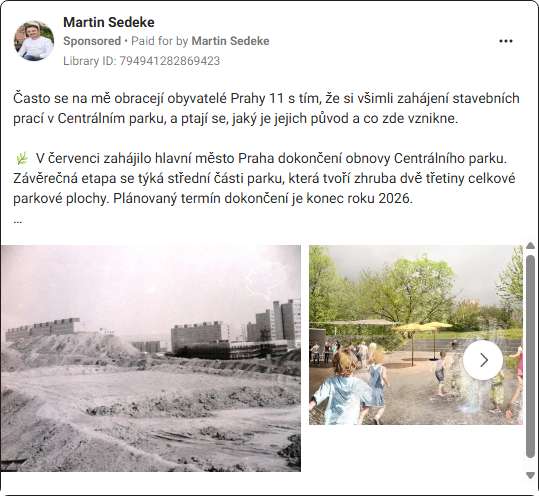 Martin Sedeke
Sponsored • Paid for by Martin Sedeke
Library ID: 794941282869423
Často se na mě obracejí obyvatelé Prahy 11 s tím, že si všimli zahájení stavebních
prací v Centrálním parku, a ptají se, jaký je jejich původ a co zde vznikne.
🌿 V červenci zahájilo hlavní město Praha dokončení obnovy Centrálního parku.
Závěrečná etapa se týká střední části parku, která tvoří zhruba dvě třetiny celkové
parkové plochy. Plánovaný termín dokončení je konec roku 2026.
...